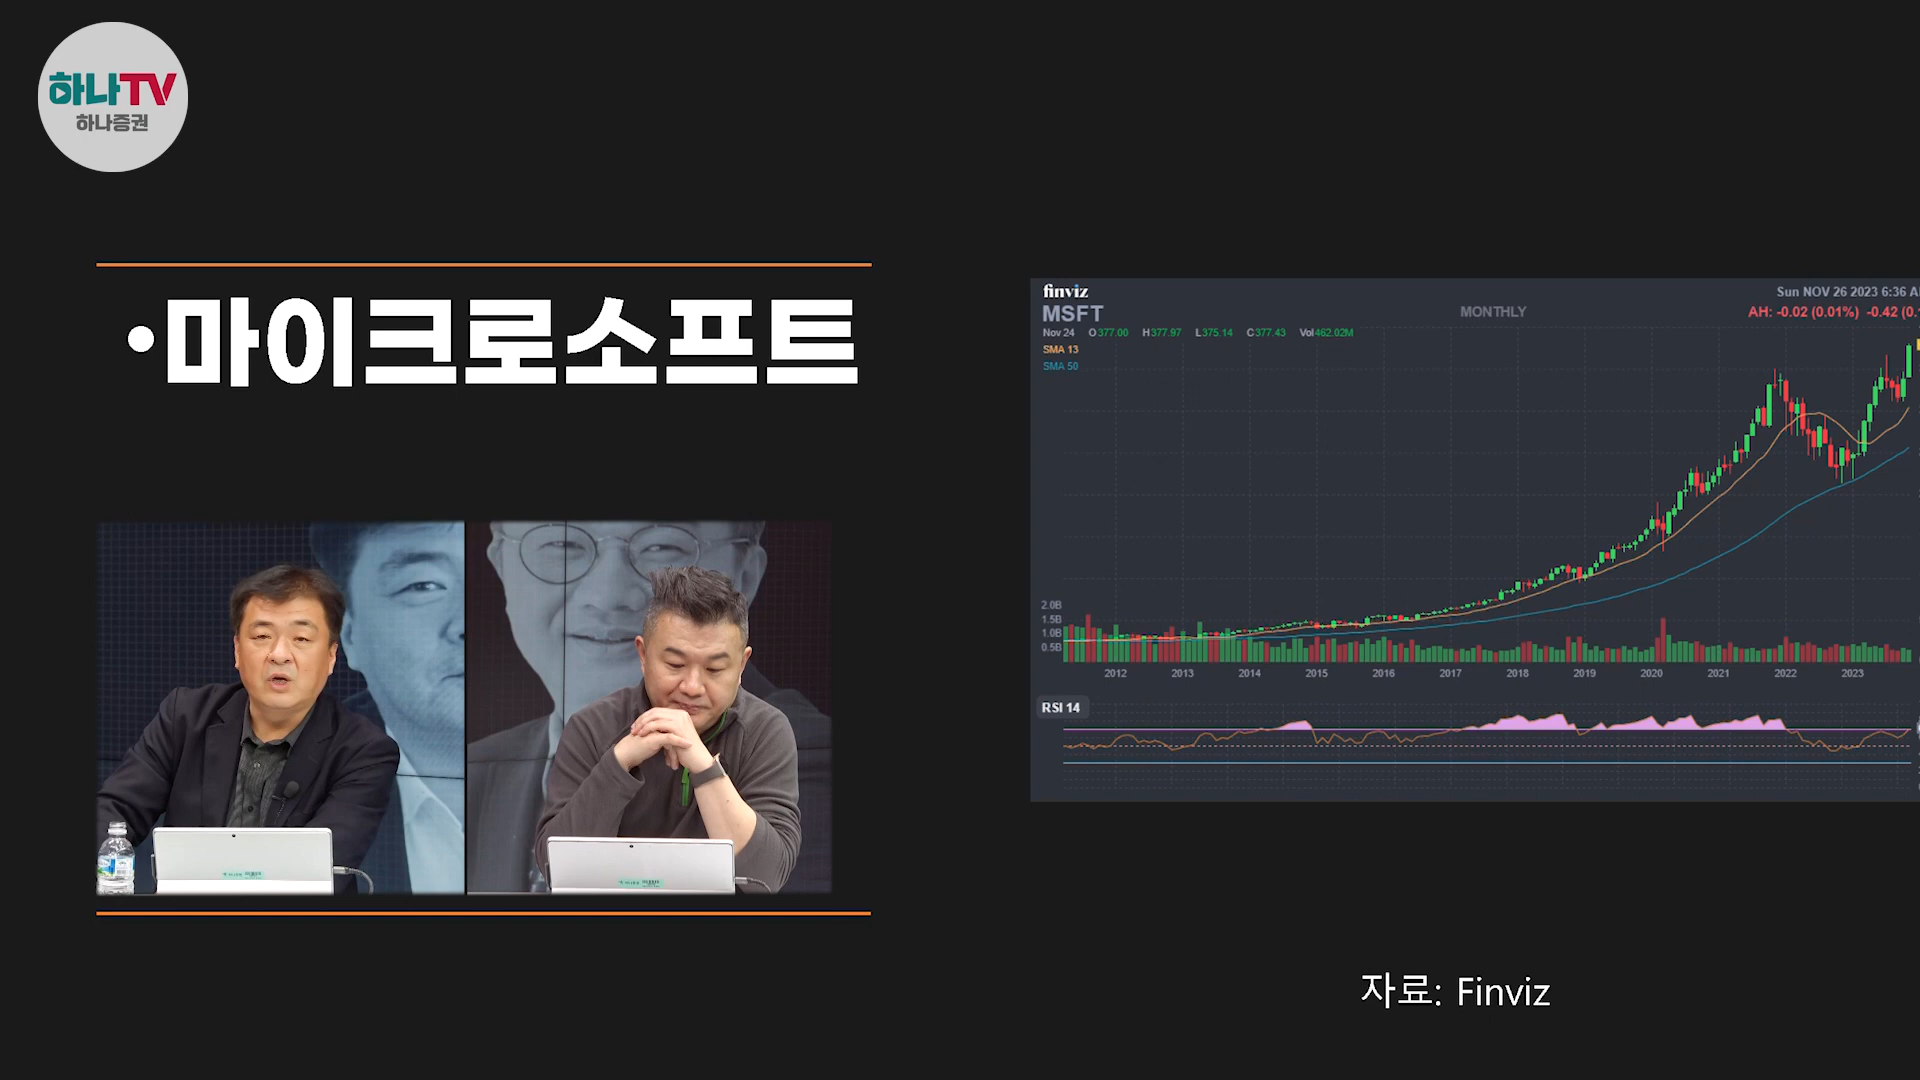 하나TV
하나증권
•마이크로소프트
finviz
Sun NOV 26 2023 6:36
MSFT
MONTHLY
AH: -0.02 (0.01%) -0.42 (0.
Nov 24 O377.00 H377.97 L375.14 C377.43 Vol462.02M
SMA 13
SMA 50
2.0B
1.5B
1.0B
0.5B
2012 2013 2014 2015 2016 2017 2018 2019 2020 2021 2022 2023
RSI 14
자료: Finviz